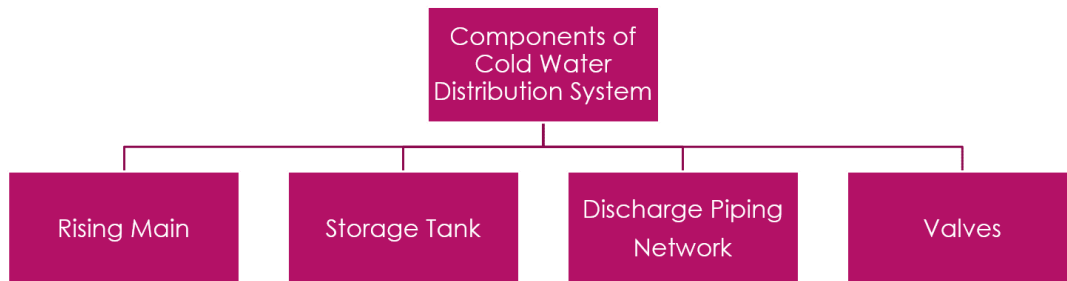 Components of
Cold Water
Distribution System
Rising Main
Storage Tank
Discharge Piping
Network
Valves